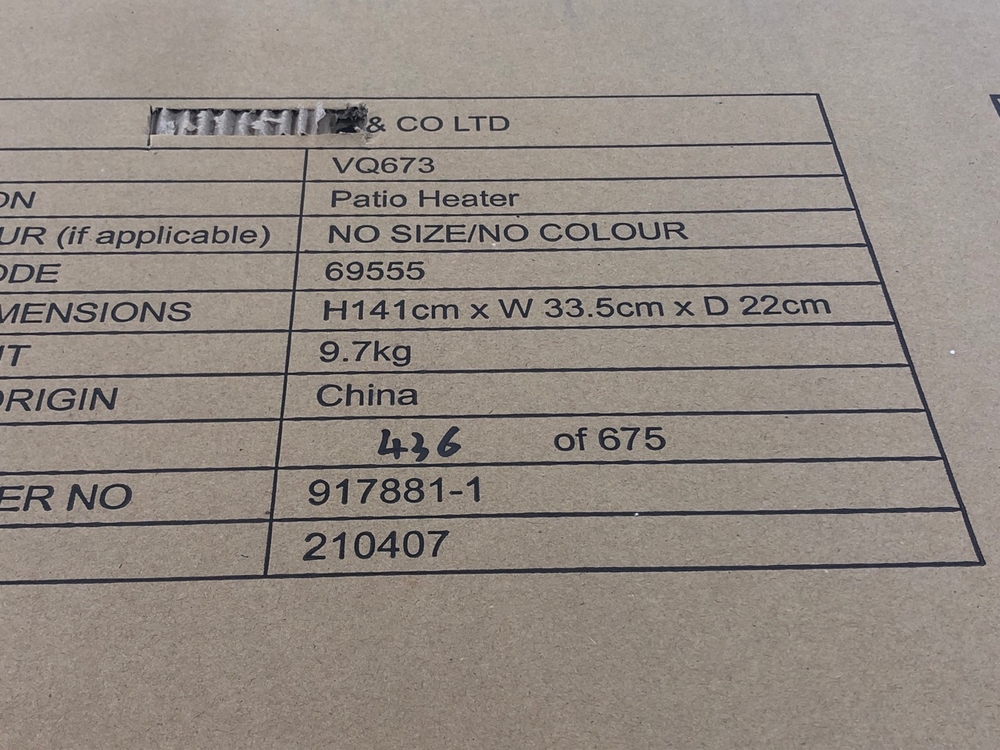 & CO LTD
VQ673
ON Patio Heater
UR (if applicable) NO SIZE/NO COLOUR
ODE 69555
MENSIONS H141cm x W 33.5cm x D 22cm
T 9.7kg
ORIGIN China
436 of 675
ER NO 917881-1
210407